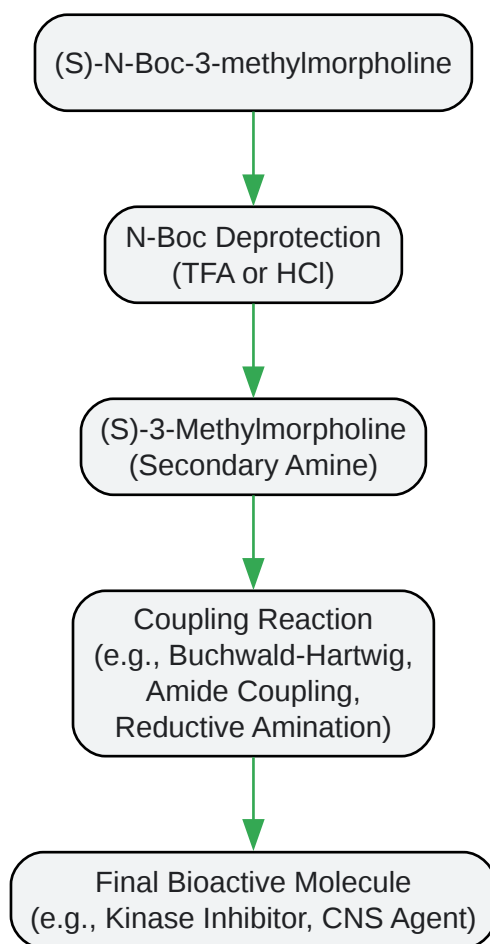 (S)-N-Boc-3-methylmorpholine
N-Boc Deprotection
(TFA or HCl)
(S)-3-Methylmorpholine
(Secondary Amine)
Coupling Reaction
(e.g., Buchwald-Hartwig,
Amide Coupling,
Reductive Amination)
Final Bioactive Molecule
(e.g., Kinase Inhibitor, CNS Agent)